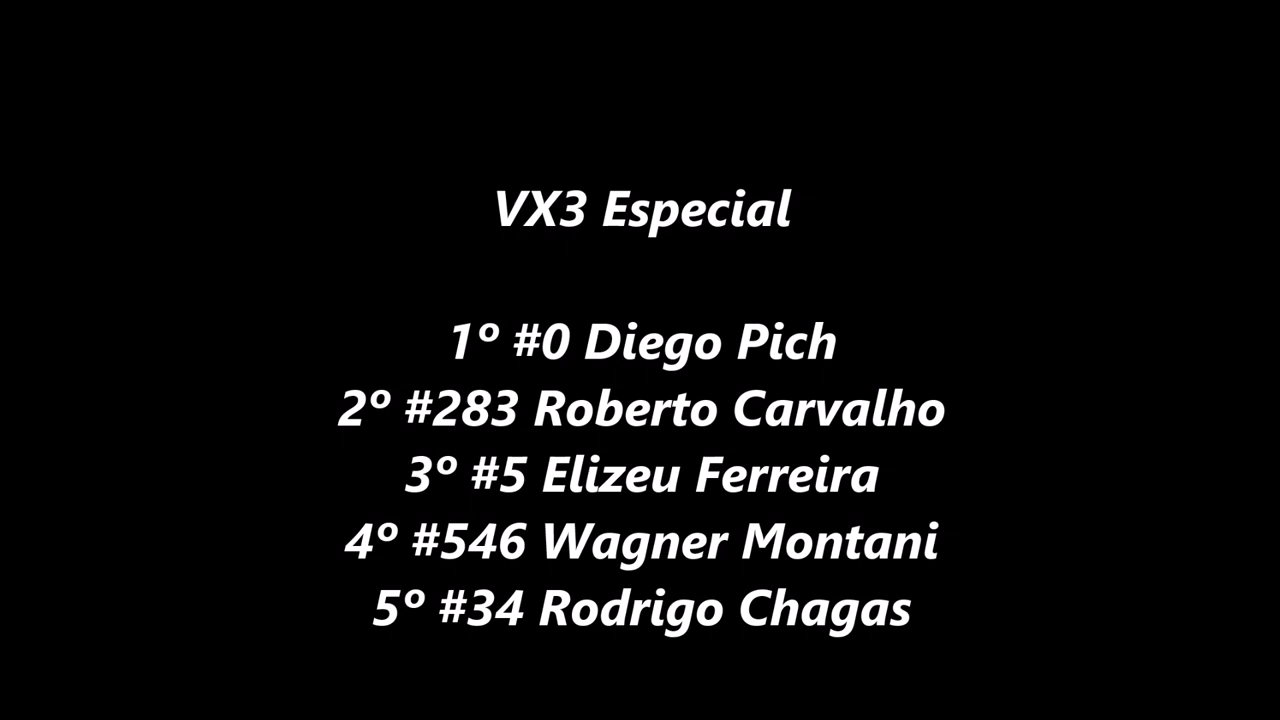 VX3 Especial
1º #0 Diego Pich
2º #283 Roberto Carvalho
3º #5 Elizeu Ferreira
4º #546 Wagner Montani
5º #34 Rodrigo Chagas